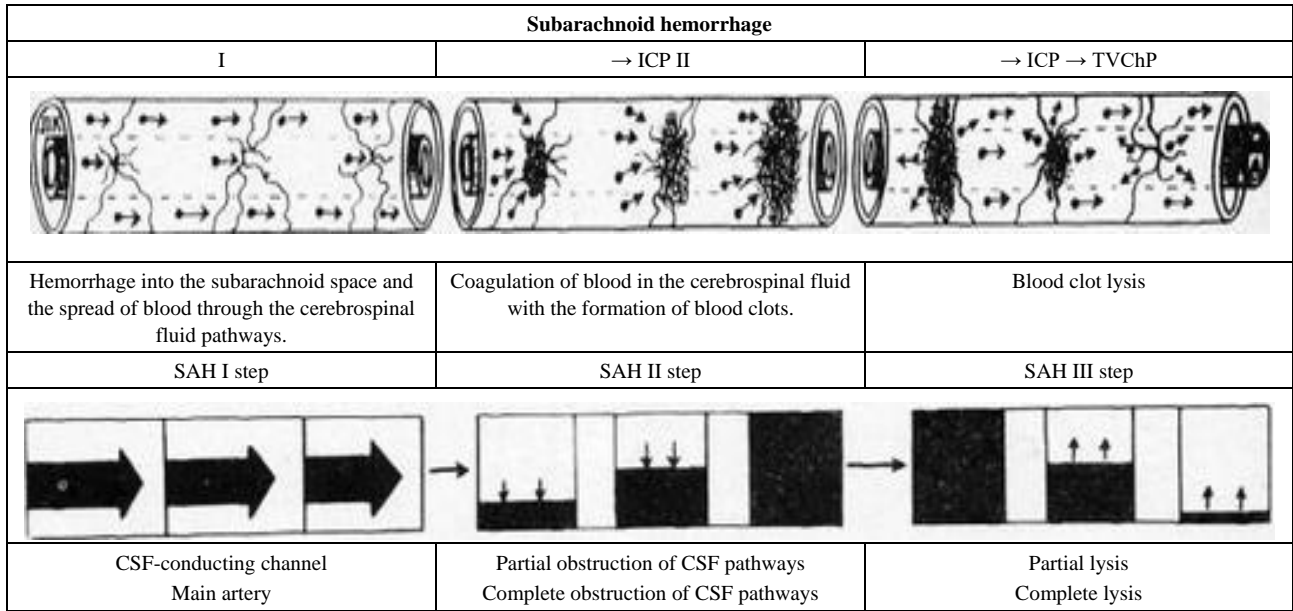 Subarachnoid hemorrhage
I
→ ICP II
→ ICP → TVChP
Hemorrhage into the subarachnoid space and
the spread of blood through the cerebrospinal
fluid pathways.
Coagulation of blood in the cerebrospinal fluid
with the formation of blood clots.
Blood clot lysis
SAH I step
SAH II step
SAH III step
CSF-conducting channel
Main artery
Partial obstruction of CSF pathways
Complete obstruction of CSF pathways
Partial lysis
Complete lysis